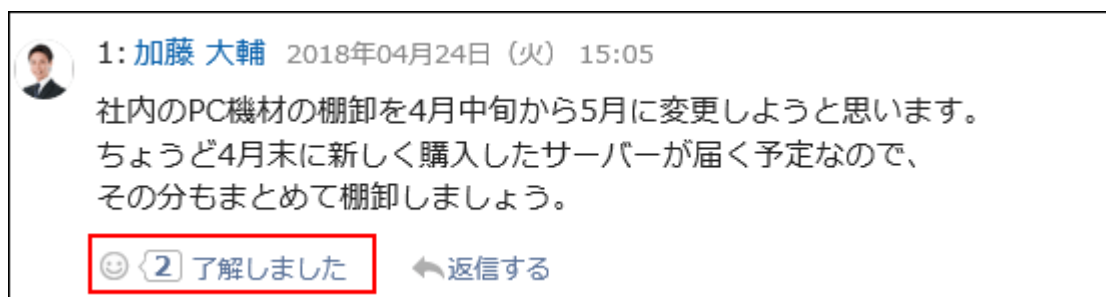 1: 加藤 大輔 2018年04月24日（火） 15:05
社内のPC機材の棚卸を4月中旬から5月に変更しようと思います。
ちょうど4月末に新しく購入したサーバーが届く予定なので、
その分もまとめて棚卸しましょう。
2 了解しました 返信する